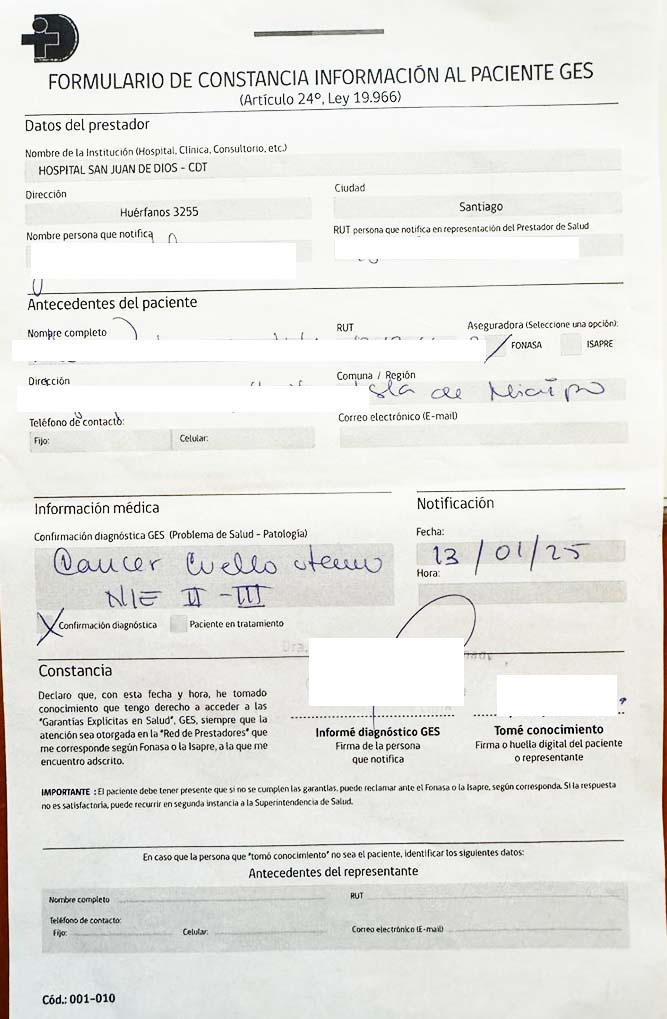 FORMULARIO DE CONSTANCIA INFORMACIÓN AL PACIENTE GES
(Artículo 24º, Ley 19.966)
Datos del prestador
Nombre de la Institución (Hospital, Clínica, Consultorio, etc.)
HOSPITAL SAN JUAN DE DIOS - CDT
Dirección
Ciudad
Huérfanos 3255
Santiago
Nombre persona que notifica
RUT persona que notifica en representación del Prestador de Salud
Antecedentes del paciente
Nombre completo
RUT
Aseguradora (Seleccione una opción):
FONASA
ISAPRE
Dirección
Comuna / Región
Isla de Maipo
Teléfono de contacto:
Correo electrónico (E-mail)
Fijo:
Celular:
Información médica
Notificación
Confirmación diagnóstica GES (Problema de Salud - Patología)
Fecha:
Cancer Cuello uterino
13/01/25
NIE II - III
Hora:
X Confirmación diagnóstica
Paciente en tratamiento
Constancia
Declaro que, con esta fecha y hora, he tomado
conocimiento que tengo derecho a acceder a las
"Garantías Explicitas en Salud", GES, siempre que la
atención sea otorgada en la "Red de Prestadores" que
me corresponde según Fonasa o la Isapre, a la que me
encuentro adscrito.
Informé diagnóstico GES
Firma de la persona
que notifica
Tomé conocimiento
Firma o huella digital del paciente
o representante
IMPORTANTE : El paciente debe tener presente que si no se cumplen las garantías, puede reclamar ante el Fonasa o la Isapre, según corresponda. Si la respuesta
no es satisfactoria, puede recurrir en segunda instancia a la Superintendencia de Salud.
En caso que la persona que "tomó conocimiento" no sea el paciente, identificar los siguientes datos:
Antecedentes del representante
Nombre completo
RUT
Teléfono de contacto:
Fijo:
Celular:
Correo electrónico (E-mail)
Cód.: 001-010